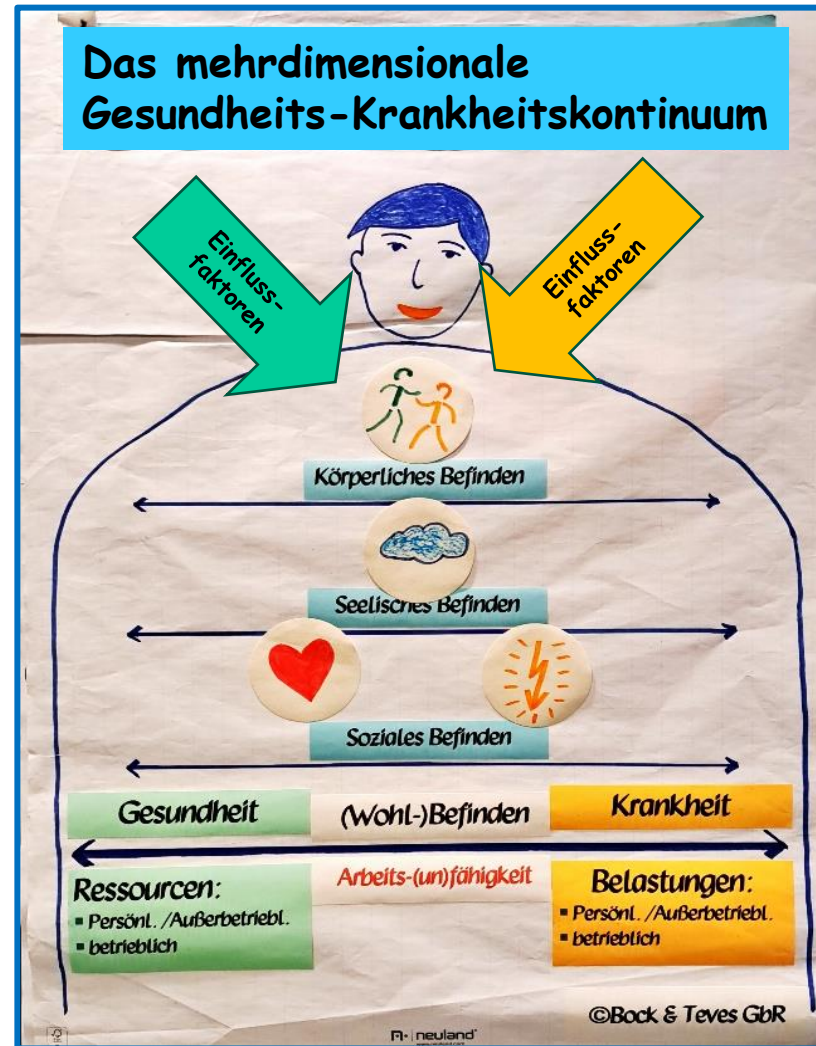 Das mehrdimensionale
Gesundheits-Krankheitskontinuum
Einfluss-
faktoren
Einfluss-
faktoren
Körperliches Befinden
Seelisches Befinden
Soziales Befinden
Gesundheit
(Wohl-)Befinden
Krankheit
Ressourcen:
▪ Persönl. /Außerbetriebl.
▪ betrieblich
Arbeits-(un)fähigkeit
Belastungen:
▪ Persönl. /Außerbetriebl.
▪ betrieblich
©Bock & Teves GbR
neuland